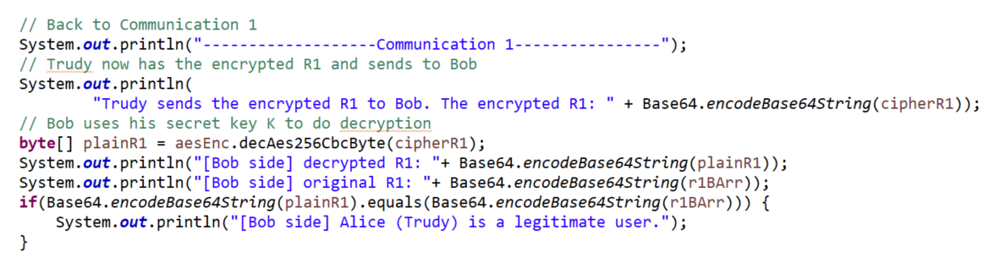 // Back to Communication 1
System.out.println("-------------------Communication 1----------------");
// Trudy now has the encrypted R1 and sends to Bob
System.out.println(
"Trudy sends the encrypted R1 to Bob. The encrypted R1: " + Base64.encodeBase64String(cipherR1));
// Bob uses his secret key K to do decryption
byte[] plainR1 = aesEnc.decAes256CbcByte(cipherR1);
System.out.println("[Bob side] decrypted R1: "+ Base64.encodeBase64String(plainR1));
System.out.println("[Bob side] original R1: "+ Base64.encodeBase64String(r1BArr));
if(Base64.encodeBase64String(plainR1).equals(Base64.encodeBase64String(r1BArr))) {
System.out.println("[Bob side] Alice (Trudy) is a legitimate user.");
}